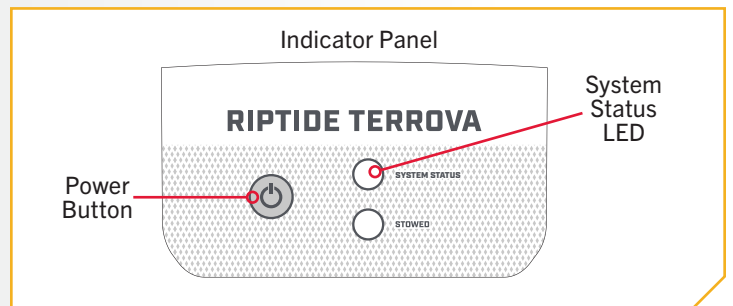 Indicator Panel
System
Status
LED
RIPTIDE TERROVA
SYSTEM STATUS
Power
Button
STOWED